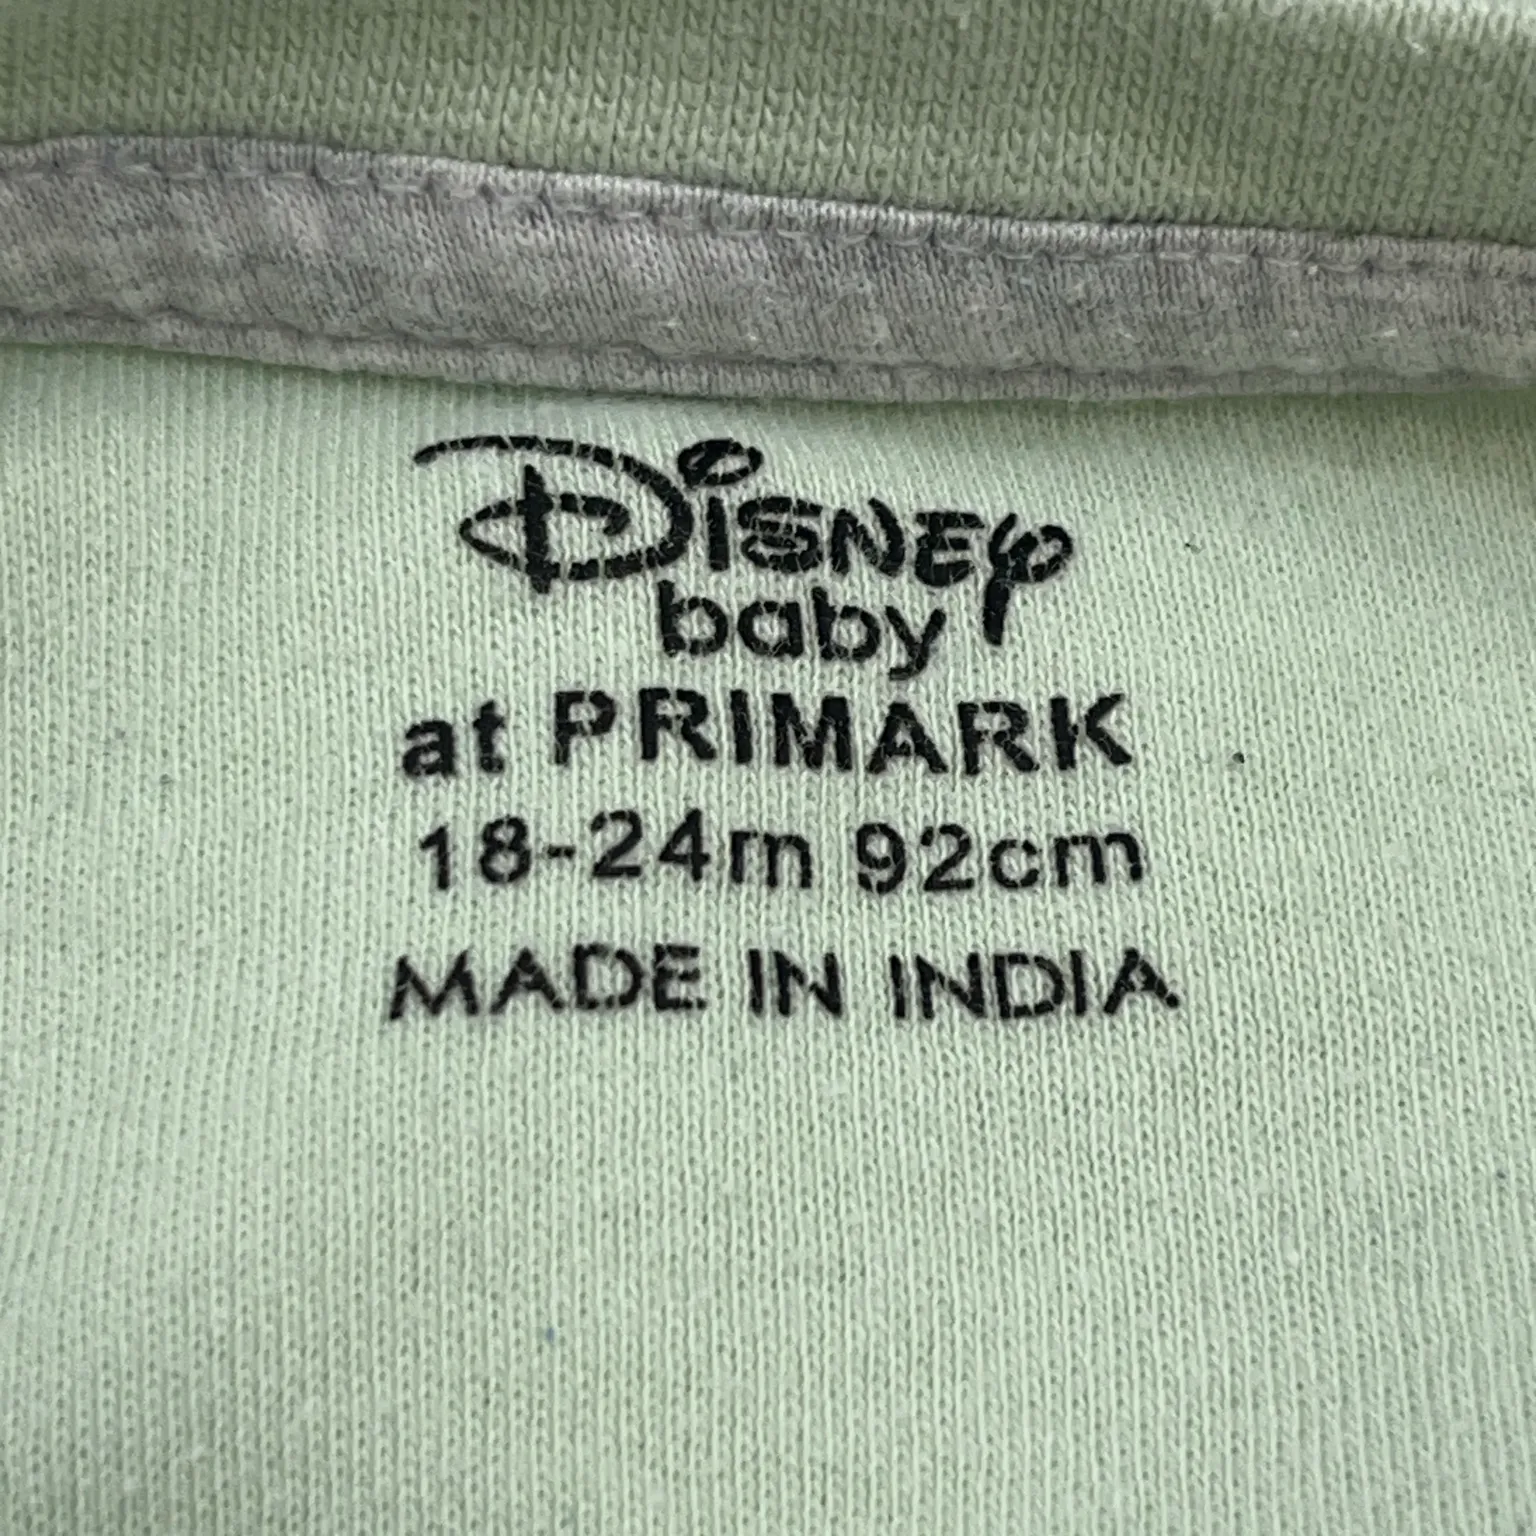 Disney
baby
at PRIMARK
18-24m 92cm
MADE IN INDIA